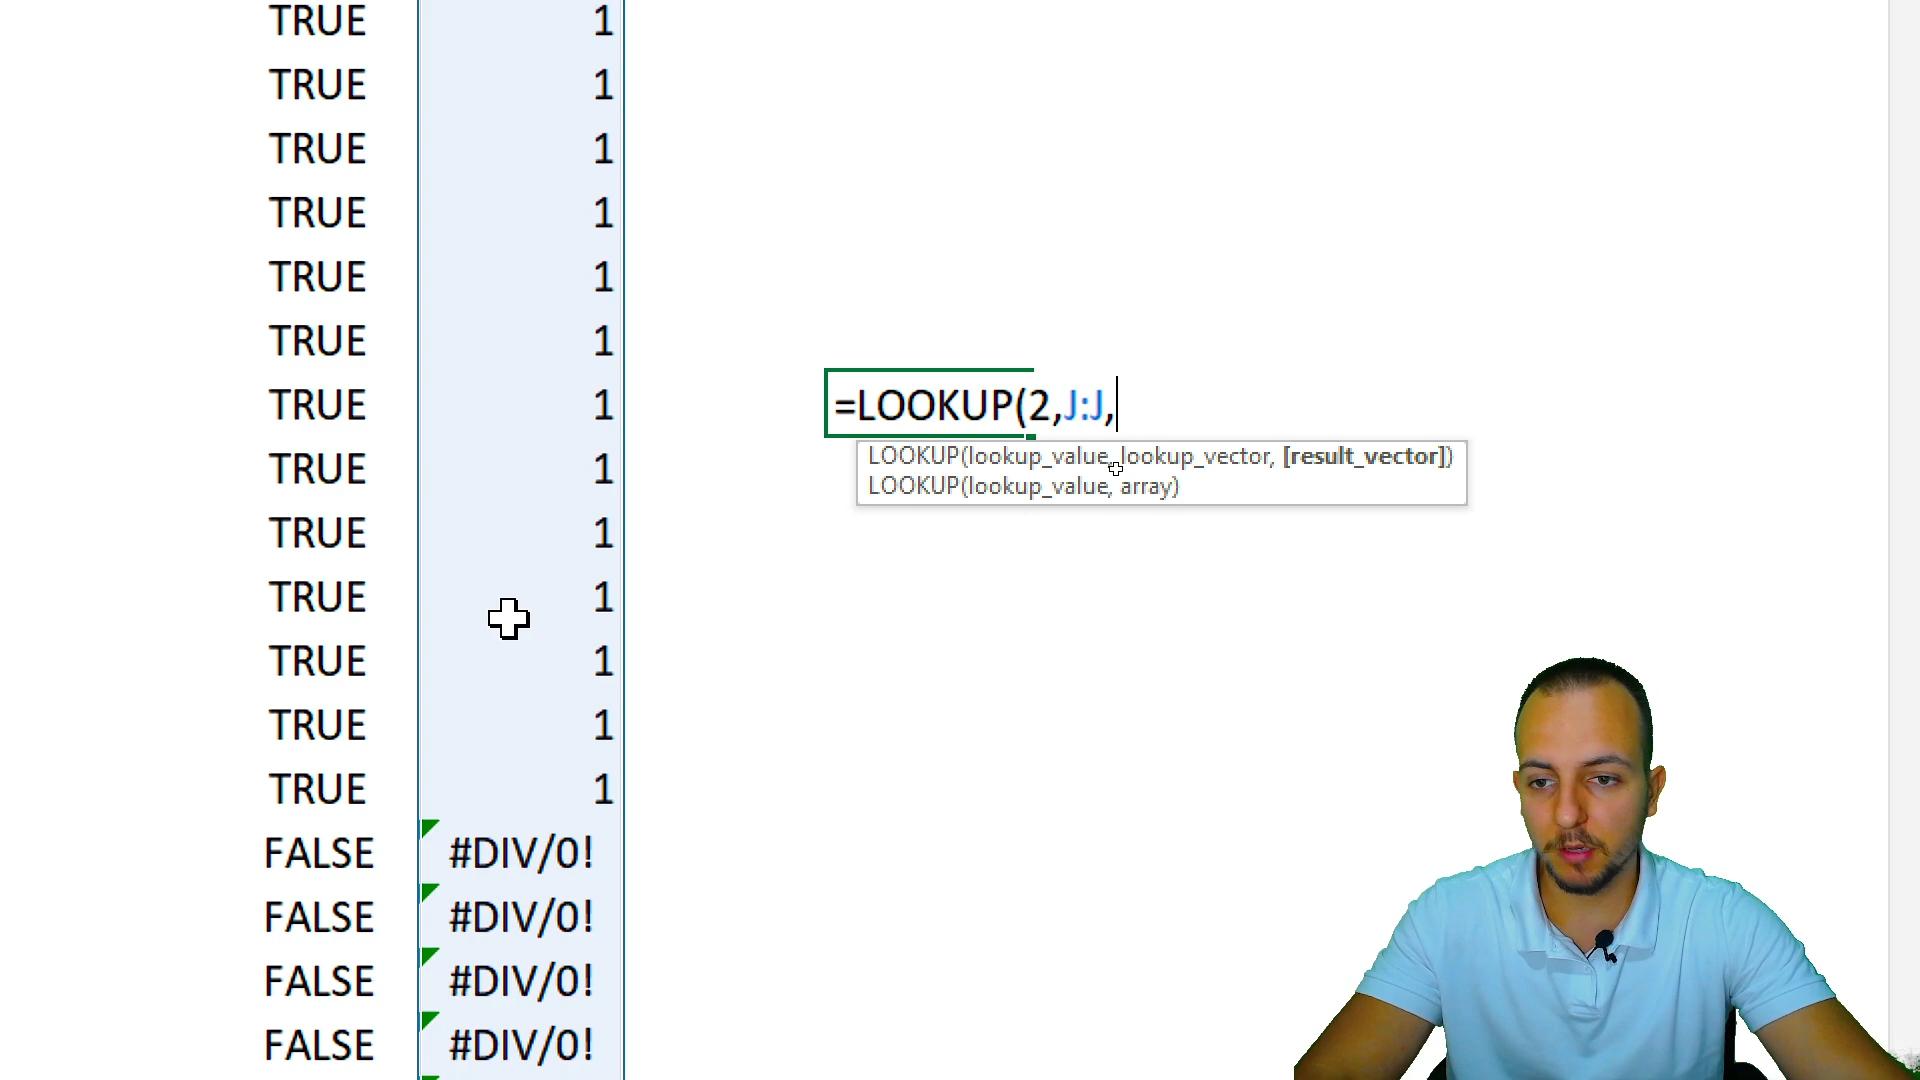 TRUE 1
TRUE 1
TRUE 1
TRUE 1
TRUE 1
TRUE 1
TRUE 1
=LOOKUP(2,J:J,
TRUE 1
LOOKUP(lookup_value, lookup_vector, [result_vector])
LOOKUP(lookup_value, array)
TRUE 1
TRUE 1
TRUE 1
TRUE 1
TRUE 1
FALSE #DIV/0!
FALSE #DIV/0!
FALSE #DIV/0!
FALSE #DIV/0!